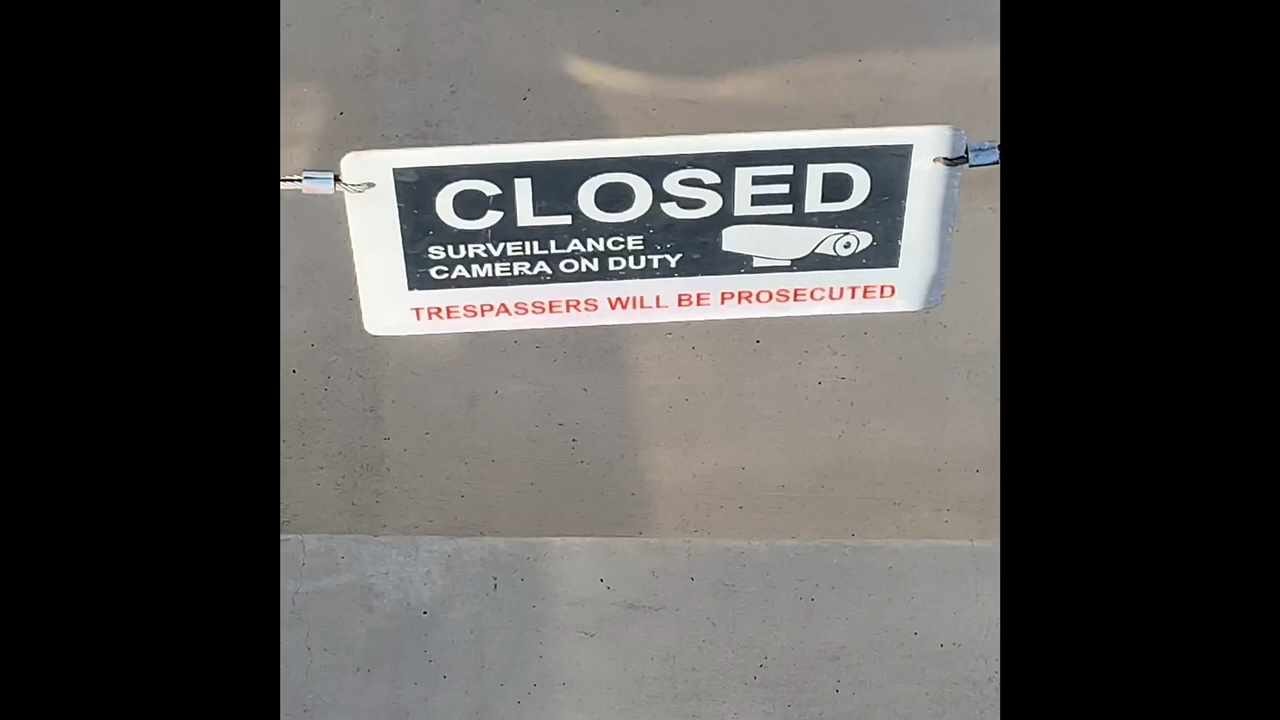 CLOSED
SURVEILLANCE
CAMERA ON DUTY
TRESPASSERS WILL BE PROSECUTED